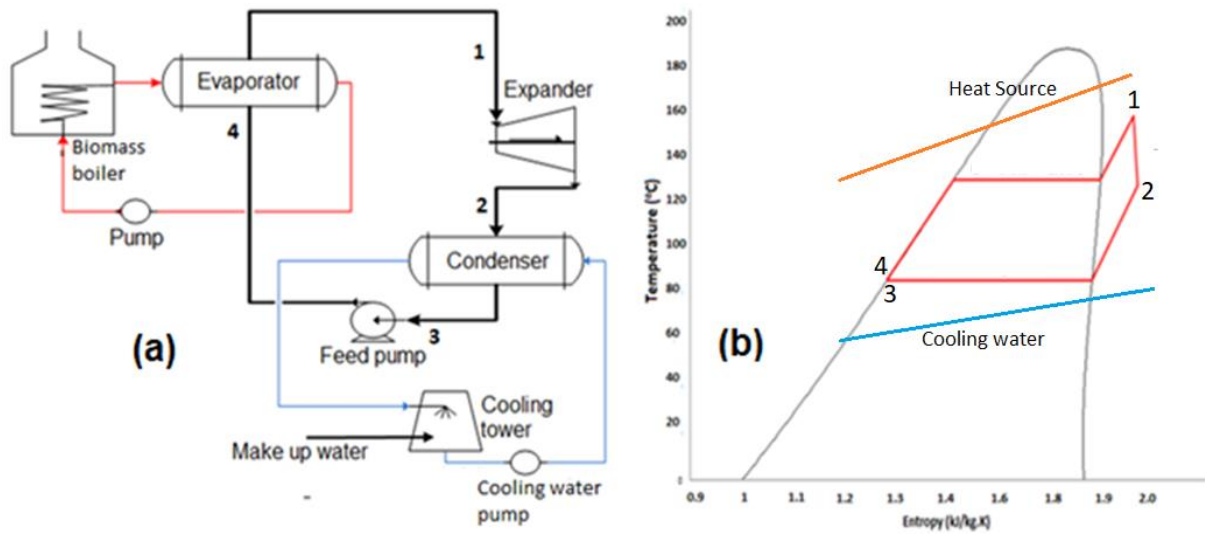 1
Evaporator
Expander
4
Biomass
boiler
2
Pump
Condenser
(a)
3
Feed pump
Cooling
tower
Make up water
Cooling water
pump
200
180
160
140
120
100
80
60
40
20
0
Temperature (°C)
Heat Source
1
2
4
3
(b)
Cooling water
0.9 1 1.1 1.2 1.3 1.4 1.5 1.6 1.8 1.9 2.0
Entropy (kJ/kg.K)